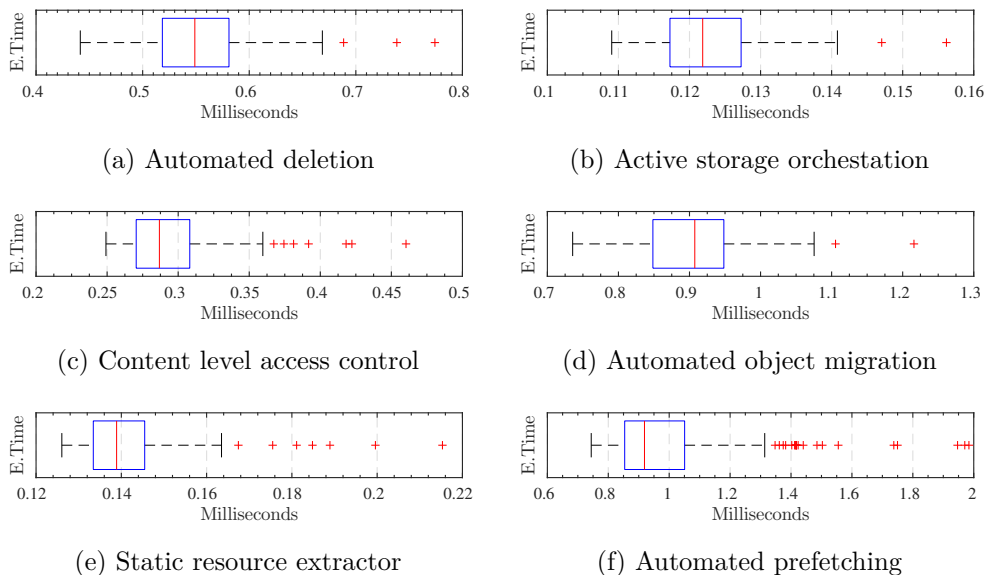 E.Time
0.4 0.5 0.6 0.7 0.8
Milliseconds
(a) Automated deletion
E.Time
0.1 0.11 0.12 0.13 0.14 0.15 0.16
Milliseconds
(b) Active storage orchestation
E.Time
0.2 0.25 0.3 0.35 0.4 0.45 0.5
Milliseconds
(c) Content level access control
E.Time
0.7 0.8 0.9 1 1.1 1.2 1.3
Milliseconds
(d) Automated object migration
E.Time
0.12 0.14 0.16 0.18 0.2 0.22
Milliseconds
(e) Static resource extractor
E.Time
0.6 0.8 1 1.2 1.4 1.6 1.8 2
Milliseconds
(f) Automated prefetching